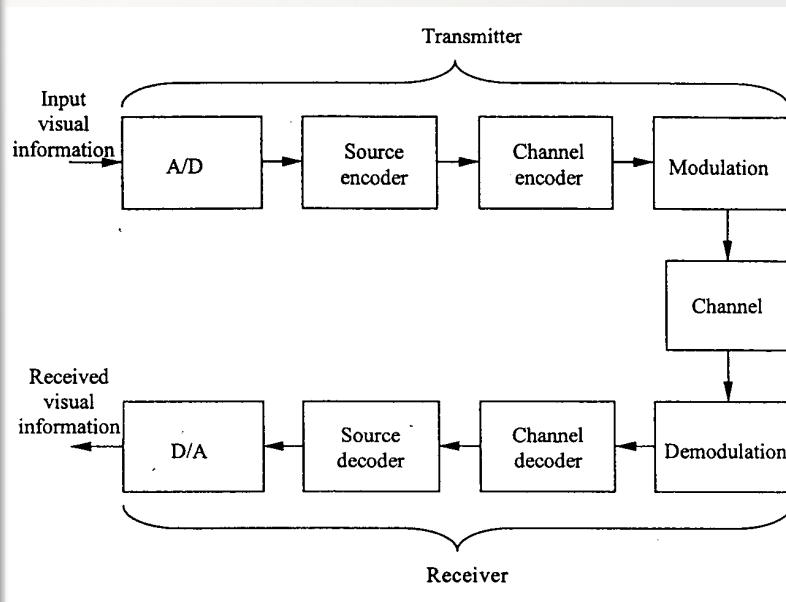 Transmitter
Input
visual
information
A/D
Source
encoder
Channel
encoder
Modulation
Channel
Received
visual
information
D/A
Source
decoder
Channel
decoder
Demodulation
Receiver